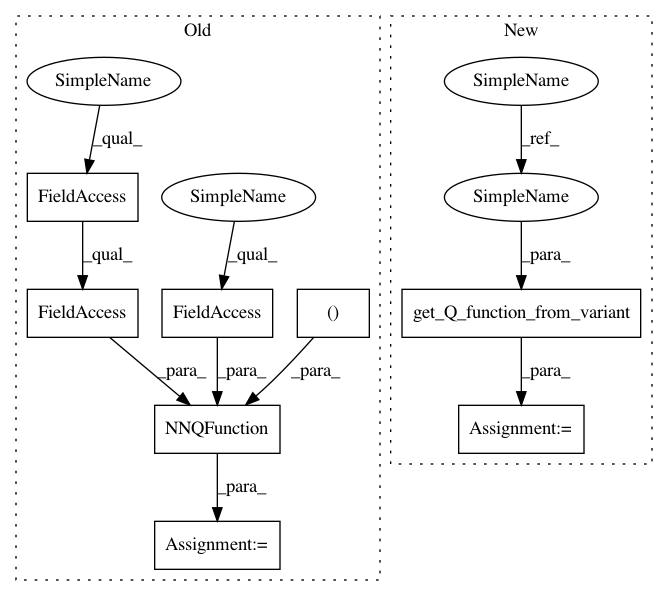 Old
New
SimpleName
SimpleName
_qual_
_ref_
FieldAccess
SimpleName
SimpleName
_qual_
_qual_
_para_
FieldAccess
FieldAccess
()
get_Q_function_from_variant
_para_
_para_
_para_
_para_
NNQFunction
Assignment:=
_para_
Assignment:=